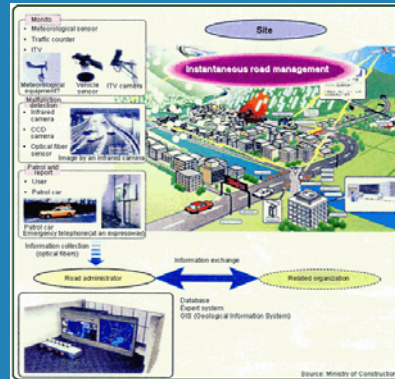 Monito
• Meteorological sensor
• Traffic counter
• ITV
Meteorological equipment?
Vehicle sensor
ITV camera
Malfunction detection
Infrared camera
• CCD camera
• Optical fiber sensor
Image by an infrared camera
Patrol and report
• User
• Patrol car
Patrol car
Emergency telephone(at an expressway)
Site
Instantaneous road management
Information collection
(optical fibers)
Road administrator
Information exchange
Related organization
Database
Expert system
GIS (Geological Information System)
Source: Ministry of Construction